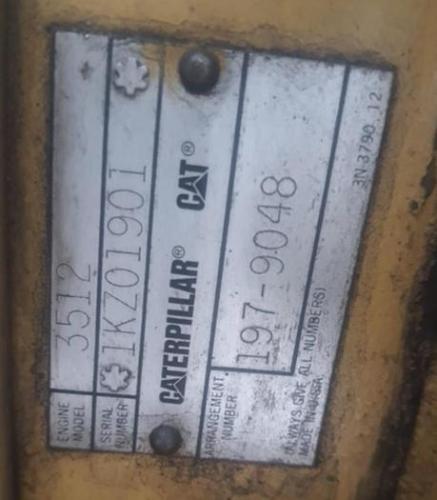 ENGINE
MODEL
3512
SERIAL
NUMBER
1KZ01901
CATERPILLAR® CAT®
ARRANGEMENT
NUMBER
197-9048
(ALWAYS GIVE ALL NUMBERS)
MADE IN U.S.A.
3N 3790 12